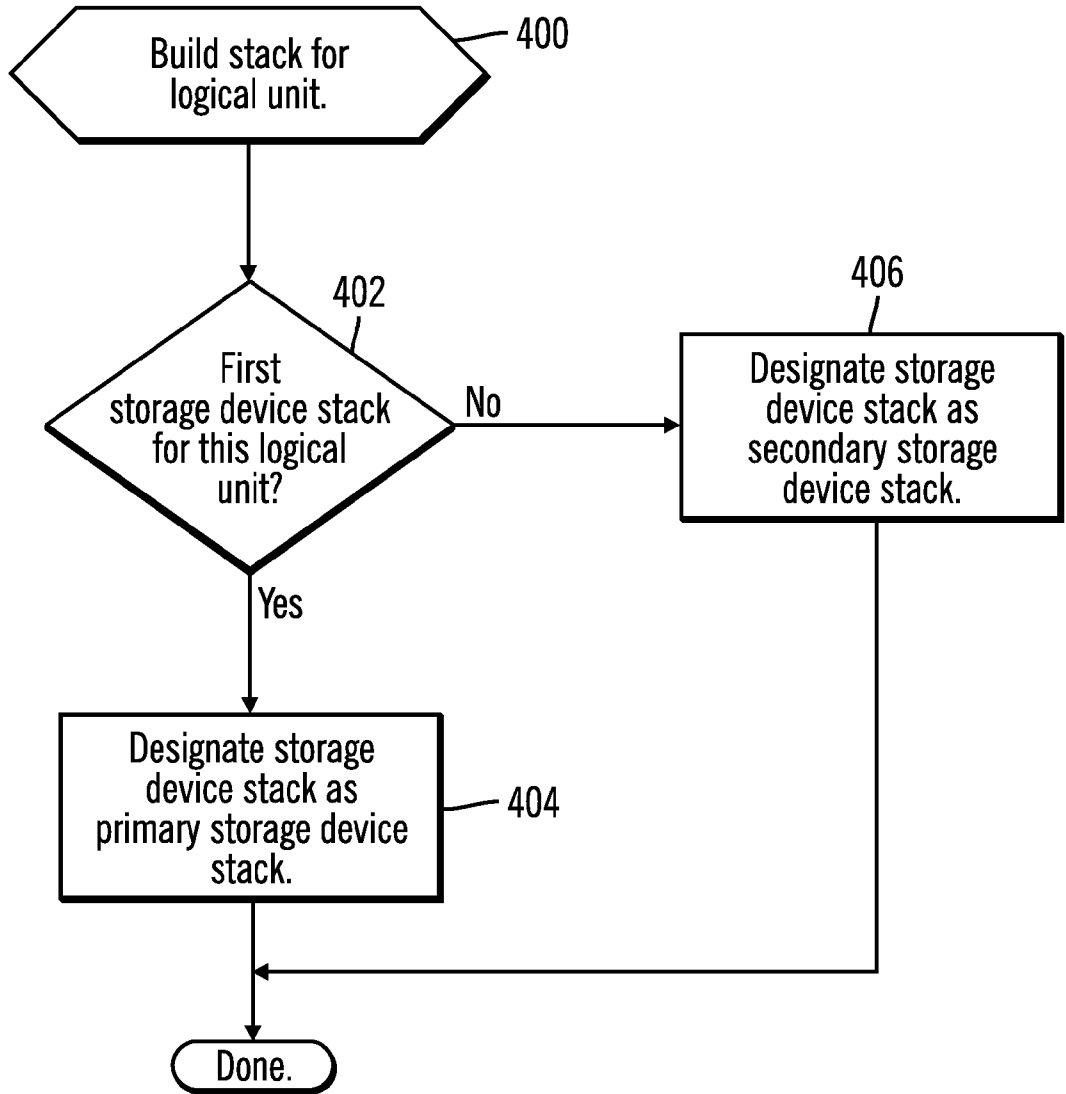 Build stack for
logical unit.
400
402
First
storage device stack
for this logical
unit?
No
406
Designate storage
device stack as
secondary storage
device stack.
Yes
Designate storage
device stack as
primary storage device
stack.
404
Done.